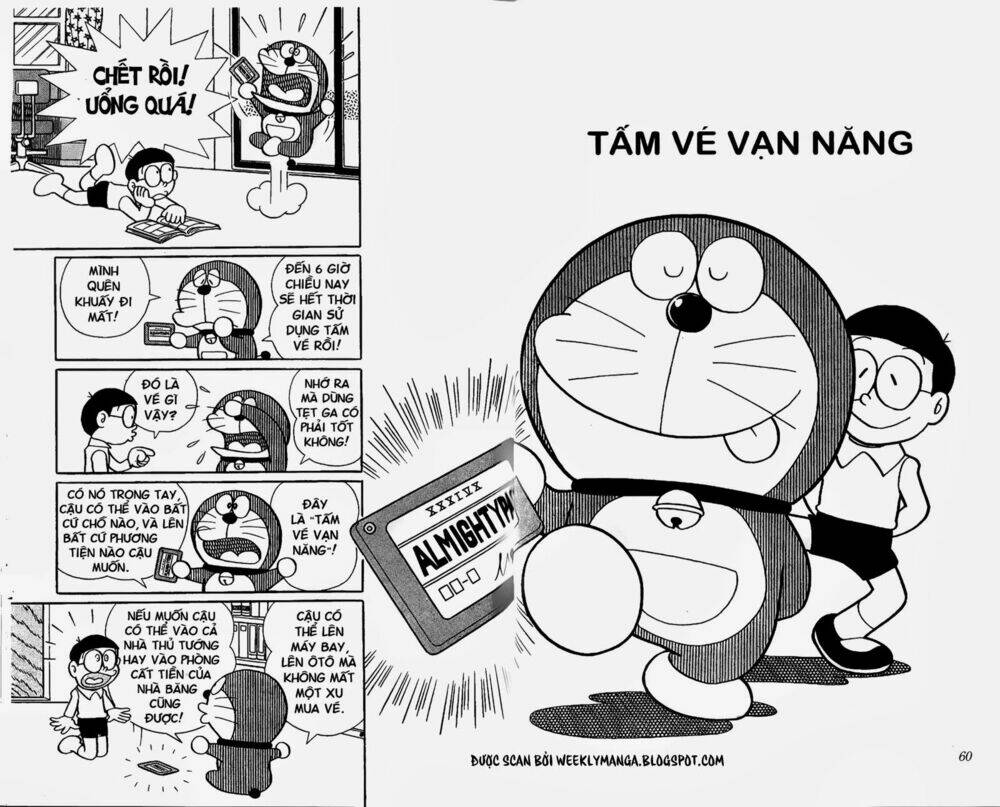 TẤM VÉ VẠN NĂNG
XXXIVX
ALMIGHTYPA
ĐƯỢC SCAN BỞI WEEKLYMANGA.BLOGSPOT.COM
60
CHẾT RỒI!
UỔNG QUÁ!
ĐẾN 6 GIỜ
CHIỀU NAY
SẼ HẾT THỜI
GIAN SỬ
DỤNG TẤM
VÉ RỒI!
MÌNH
QUÊN
KHUẤY ĐI
MẤT!
NHỚ RA
MÀ DÙNG
TẸT GA CÓ
PHẢI TỐT
KHÔNG!
ĐÓ LÀ
VÉ GÌ
VẬY?
ĐÂY
LÀ "TẤM
VÉ VẠN
NĂNG"!
CÓ NÓ TRONG TAY,
CẬU CÓ THỂ VÀO BẤT
CỨ CHỖ NÀO, VÀ LÊN
BẤT CỨ PHƯƠNG
TIỆN NÀO CẬU
MUỐN.
CẬU CÓ
THỂ LÊN
MÁY BAY,
LÊN ÔTÔ MÀ
KHÔNG MẤT
MỘT XU
MUA VÉ.
NẾU MUỐN CẬU
CÓ THỂ VÀO CẢ
NHÀ THỦ TƯỚNG
HAY VÀO PHÒNG
CẤT TIỀN CỦA
NHÀ BĂNG
CŨNG
ĐƯỢC!